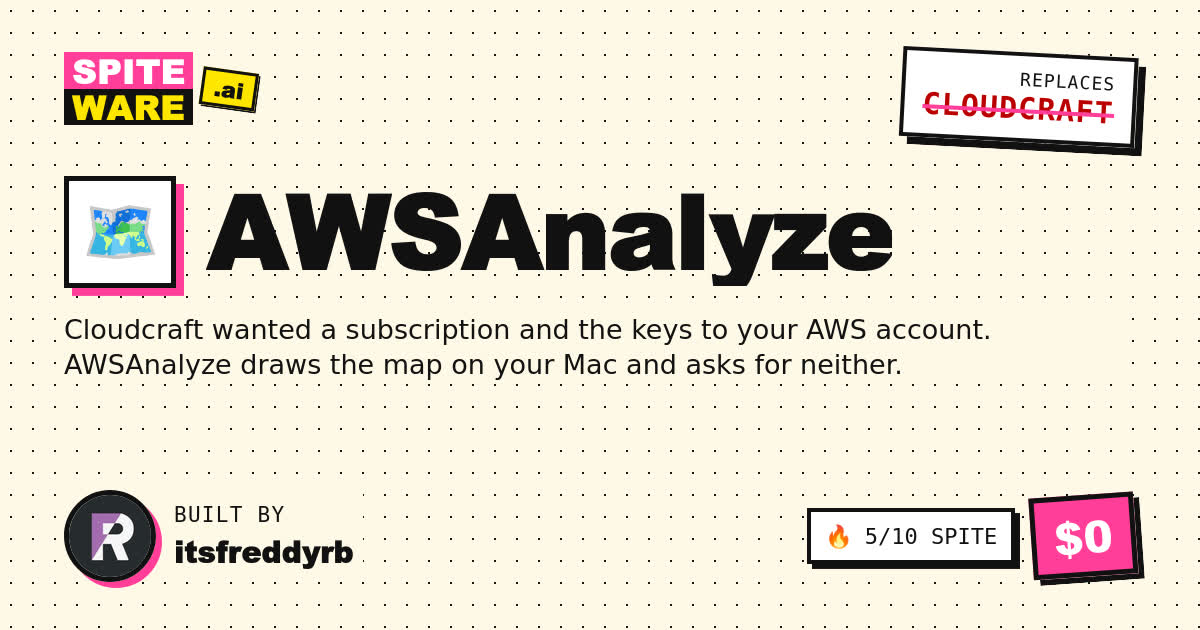 SPITE
WARE
.ai
REPLACES
CLOUDCRAFT
AWSAnalyze
Cloudcraft wanted a subscription and the keys to your AWS account.
AWSAnalyze draws the map on your Mac and asks for neither.
R
BUILT BY
itsfreddyrb
🔥 5/10 SPITE
$0